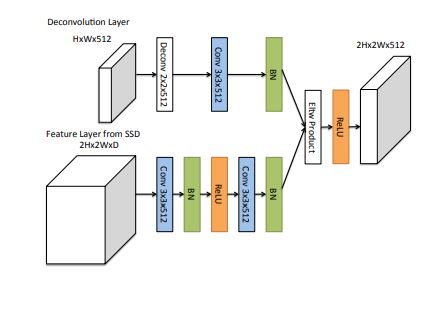 Deconvolution Layer
HxWx512
Deconv 2x2x512
Conv 3x3x512
BN
2Hx2Wx512
Eltw Product
ReLU
Feature Layer from SSD
2Hx2WxD
Conv 3x3x512
BN
ReLU
Conv 3x3x512
BN